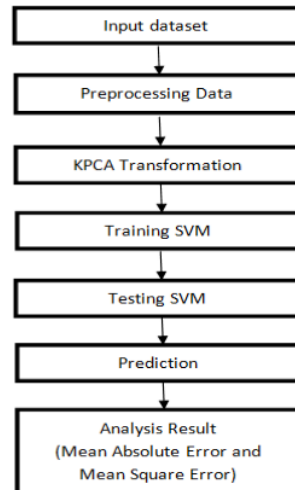 Input dataset
Preprocessing Data
KPCA Transformation
Training SVM
Testing SVM
Prediction
Analysis Result
(Mean Absolute Error and
Mean Square Error)